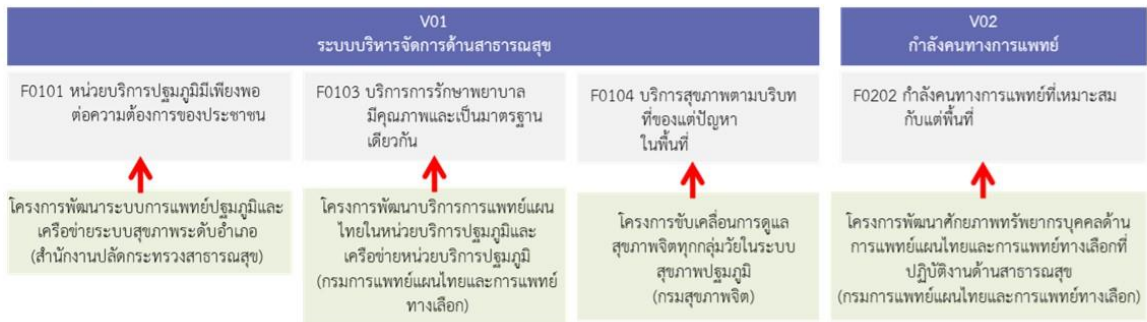 V01
ระบบบริหารจัดการด้านสาธารณสุข
V02
กำลังคนทางการแพทย์
F0101 หน่วยบริการปฐมภูมิมีเพียงพอ
ต่อความต้องการของประชาชน
F0103 บริการการรักษาพยาบาล
มีคุณภาพและเป็นมาตรฐาน
เดียวกัน
F0104 บริการสุขภาพตามบริบท
ที่ของแต่ปัญหา
ในพื้นที่
F0202 กำลังคนทางการแพทย์ที่เหมาะสม
กับแต่พื้นที่
โครงการพัฒนาระบบการแพทย์ปฐมภูมิและ
เครือข่ายระบบสุขภาพระดับอำเภอ
(สำนักงานปลัดกระทรวงสาธารณสุข)
โครงการพัฒนาบริการการแพทย์แผน
ไทยในหน่วยบริการปฐมภูมิและ
เครือข่ายหน่วยบริการปฐมภูมิ
(กรมการแพทย์แผนไทยและการแพทย์
ทางเลือก)
โครงการขับเคลื่อนการดูแล
สุขภาพจิตทุกกลุ่มวัยในระบบ
สุขภาพปฐมภูมิ
(กรมสุขภาพจิต)
โครงการพัฒนาศักยภาพทรัพยากรบุคคลด้าน
การแพทย์แผนไทยและการแพทย์ทางเลือกที่
ปฏิบัติงานด้านสาธารณสุข
(กรมการแพทย์แผนไทยและการแพทย์ทางเลือก)